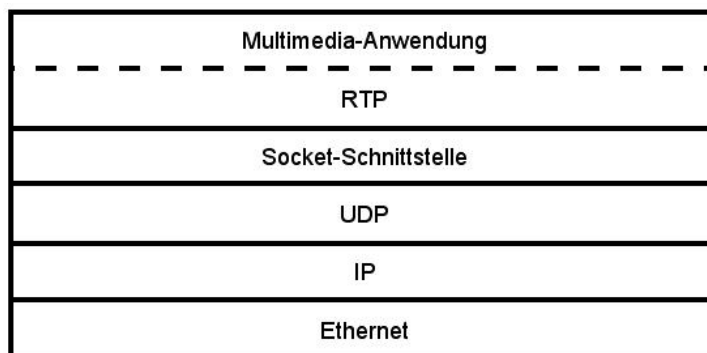 Multimedia-Anwendung
RTP
Socket-Schnittstelle
UDP
IP
Ethernet